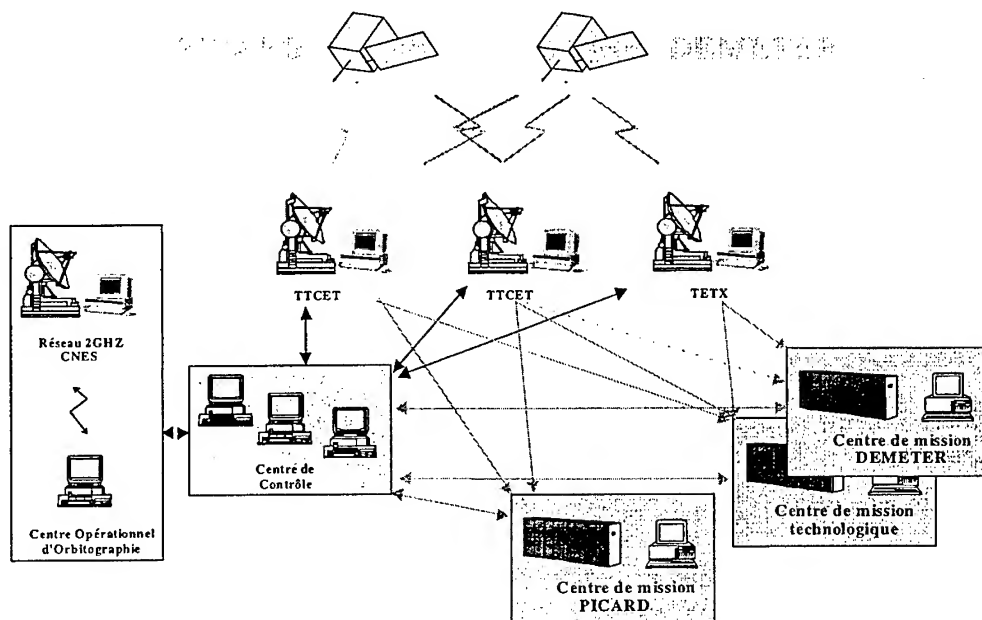 DEMETER
TTCET
TTCET
TETX
Réseau 2GHZ
CNES
Centre Opérationnel
d'Orbitographie
Centre de
Contrôle
Centre de mission
DEMETER
Centre de mission
technologique
Centre de mission
PICARD